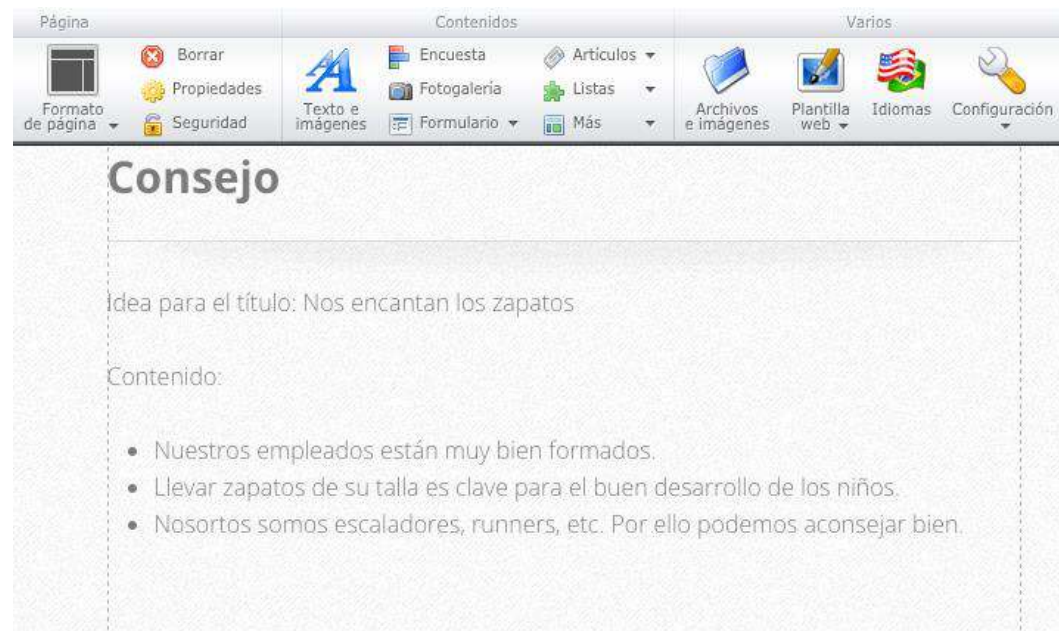 Página Contenidos Varios
Borrar Encuesta Artículos
Propiedades Fotogalería Listas
Formato de página Seguridad Texto e imágenes Formulario Más Archivos e imágenes Plantilla web Idiomas Configuración
Consejo
Idea para el título: Nos encantan los zapatos
Contenido:
Nuestros empleados están muy bien formados.
Llevar zapatos de su talla es clave para el buen desarrollo de los niños.
Nosortos somos escaladores, runners, etc. Por ello podemos aconsejar bien.